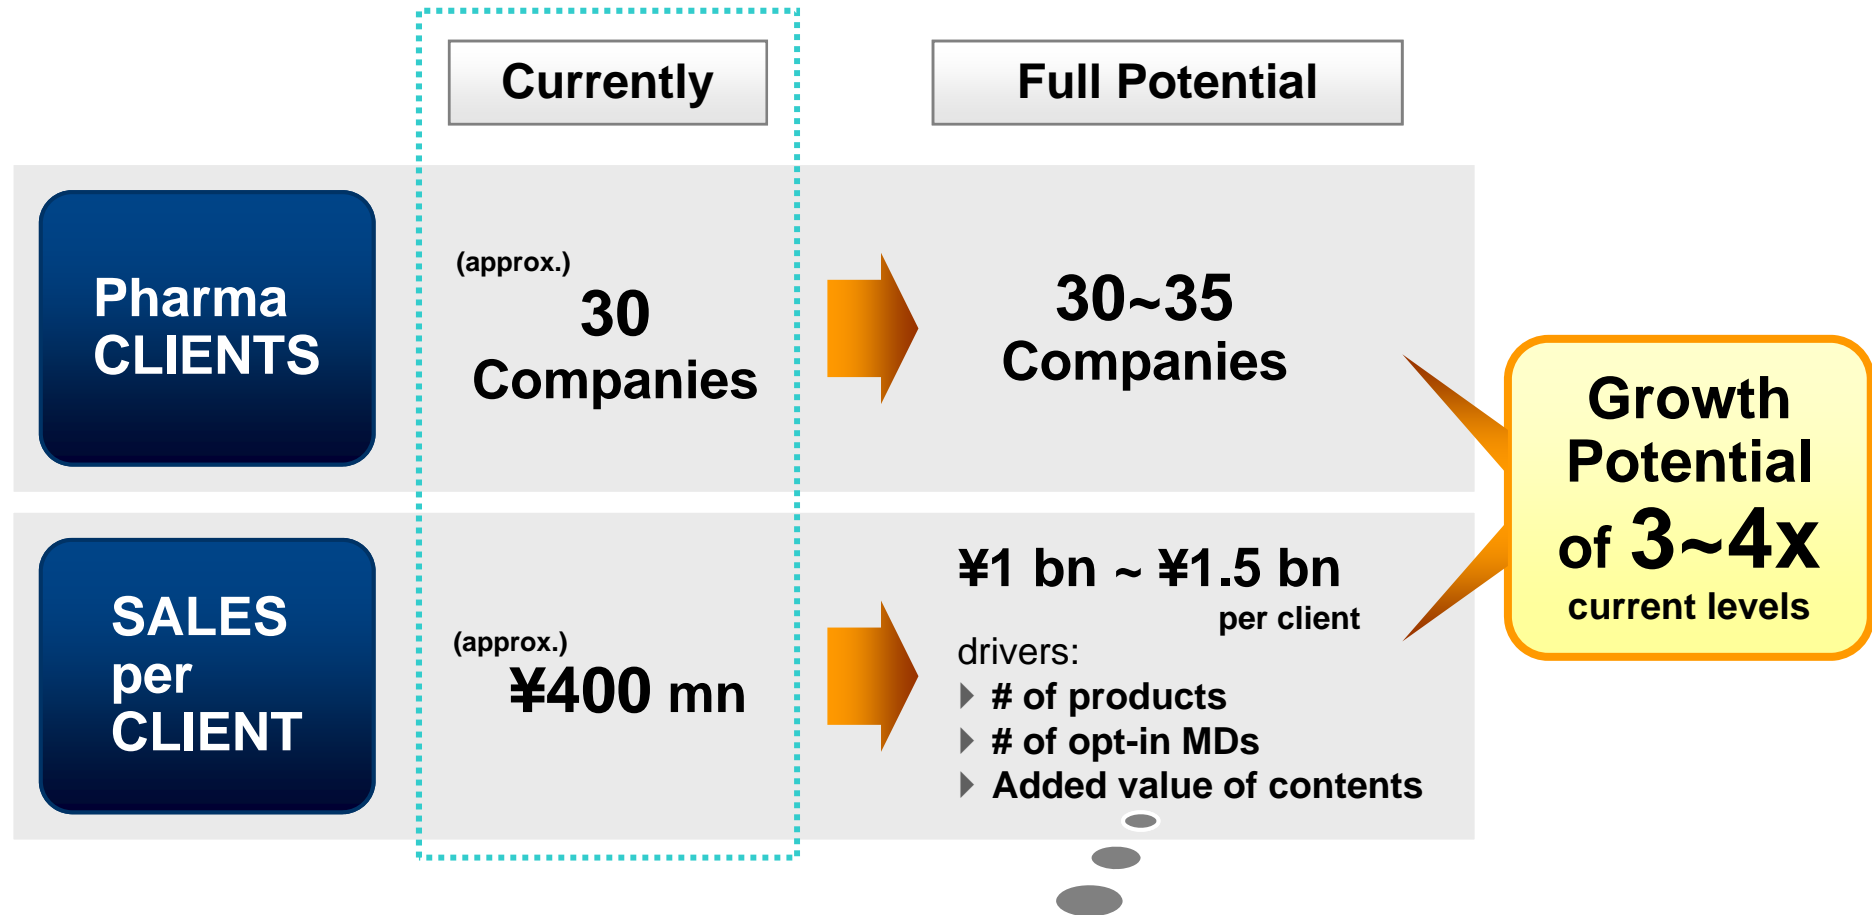 Currently
Full Potential
Pharma
CLIENTS
(approx.)
30
Companies
30~35
Companies
SALES
per
CLIENT
(approx.)
¥400 mn
¥1 bn ~ ¥1.5 bn
per client
drivers:
# of products
# of opt-in MDs
Added value of contents
Growth
Potential
of 3~4x
current levels